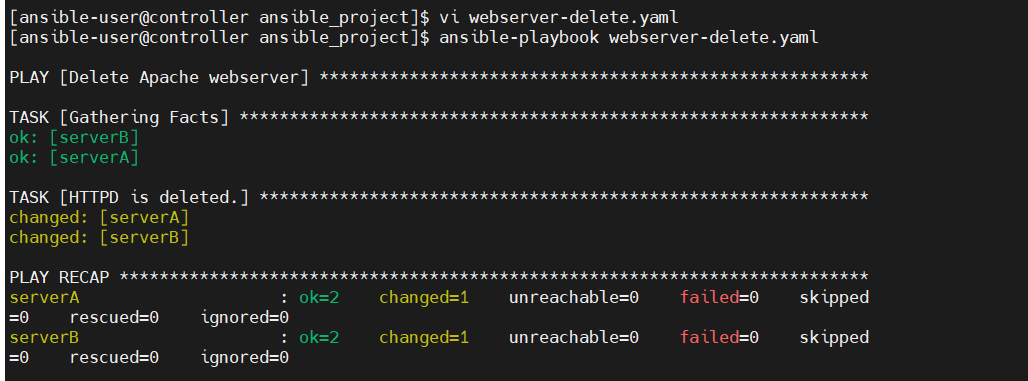 [ansible-user@controller ansible_project]$ vi webserver-delete.yaml
[ansible-user@controller ansible_project]$ ansible-playbook webserver-delete.yaml
PLAY [Delete Apache webserver] *******************************************************
TASK [Gathering Facts] ***************************************************************
ok: [serverB]
ok: [serverA]
TASK [HTTPD is deleted.] *************************************************************
changed: [serverA]
changed: [serverB]
PLAY RECAP ***************************************************************************
serverA                    : ok=2    changed=1    unreachable=0    failed=0    skipped
=0    rescued=0    ignored=0
serverB                    : ok=2    changed=1    unreachable=0    failed=0    skipped
=0    rescued=0    ignored=0